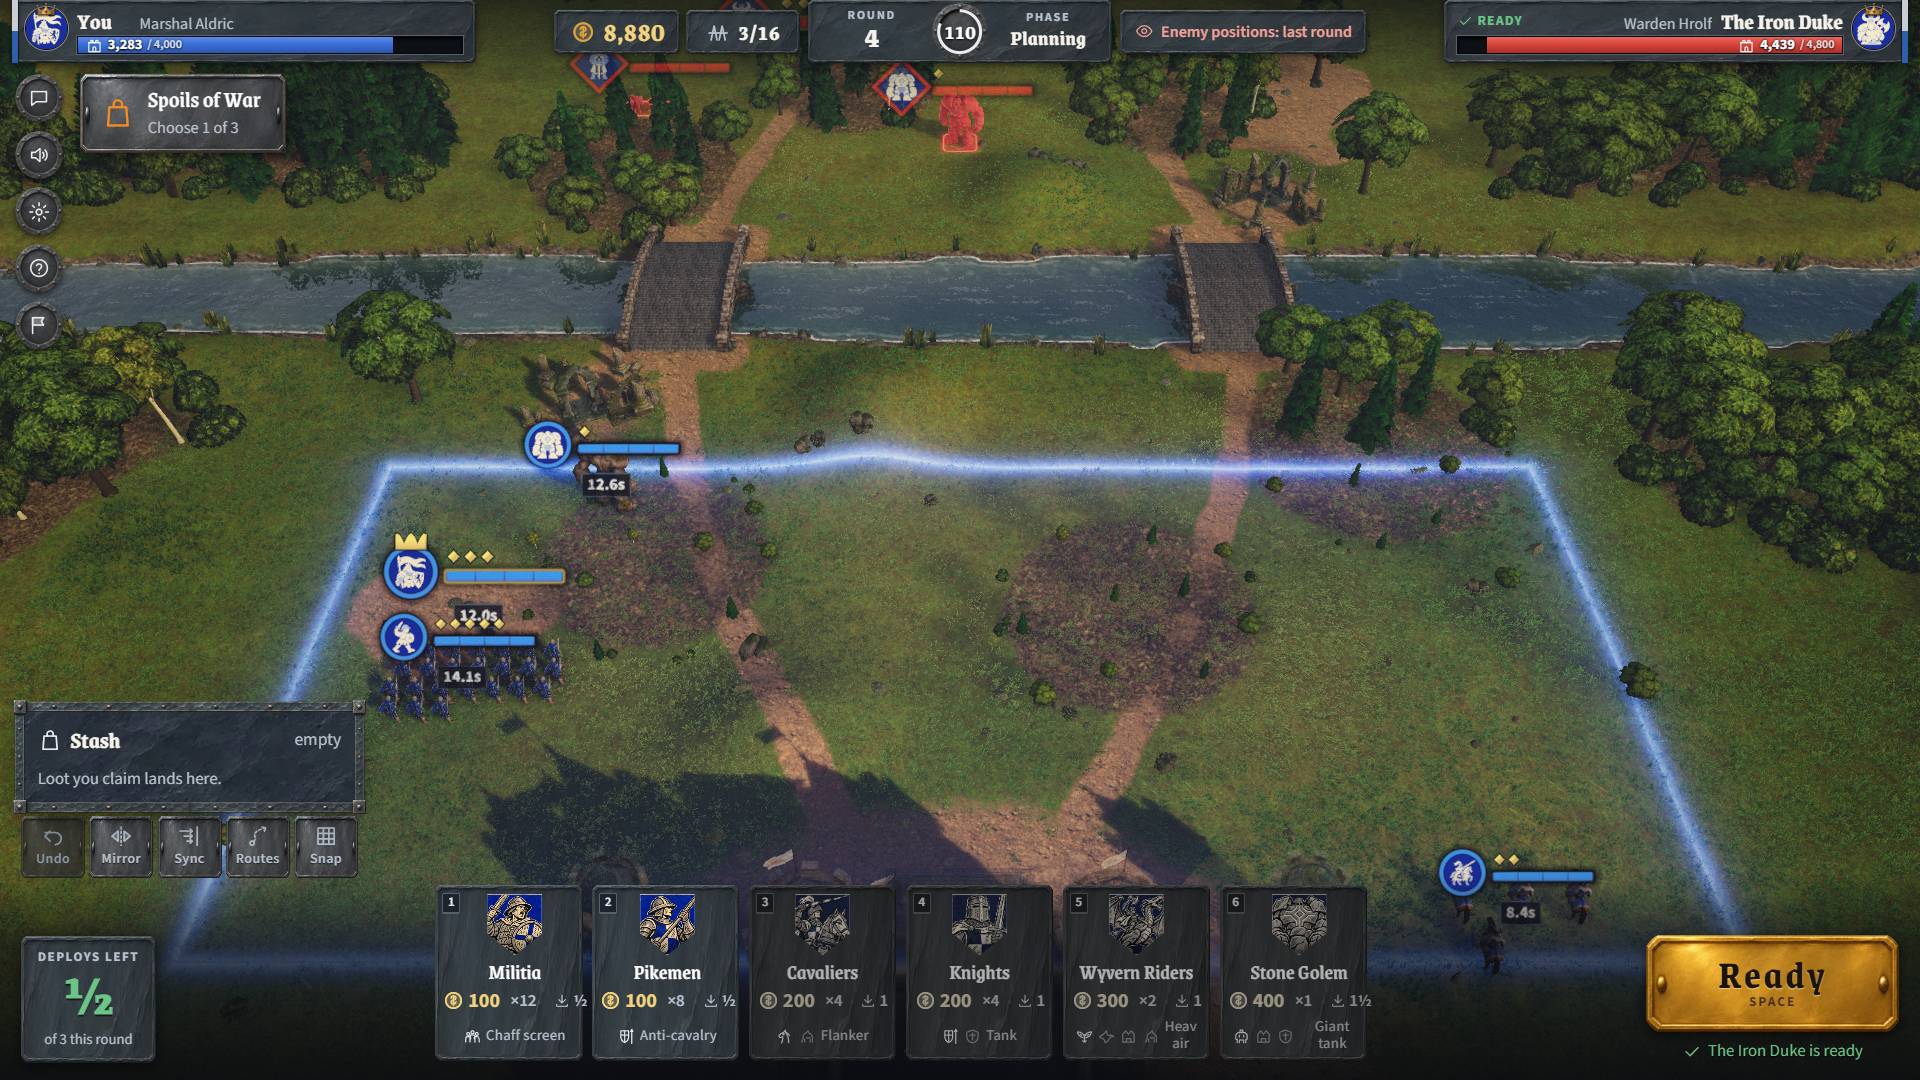 You Marshal Aldric
3,283 / 4,000
8,880
3/16
ROUND
4
110
PHASE
Planning
Enemy positions: last round
READY
Warden Hrolf The Iron Duke
4,439 / 4,800
Spoils of War
Choose 1 of 3
12.6s
12.0s
14.1s
8.4s
Stash
empty
Loot you claim lands here.
Undo
Mirror
Sync
Routes
Snap
DEPLOYS LEFT
½
of 3 this round
1
Militia
100 ×12 ½
Chaff screen
2
Pikemen
100 ×8 ½
Anti-cavalry
3
Cavaliers
200 ×4 1
Flanker
4
Knights
200 ×4 1
Tank
5
Wyvern Riders
300 ×2 1
Heav
air
6
Stone Golem
400 ×1 1½
Giant
tank
Ready
SPACE
The Iron Duke is ready